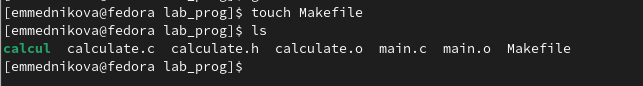 [emmednikova@fedora lab_prog]$ touch Makefile
[emmednikova@fedora lab_prog]$ ls
calcul calculate.c calculate.h calculate.o main.c main.o Makefile
[emmednikova@fedora lab_prog]$